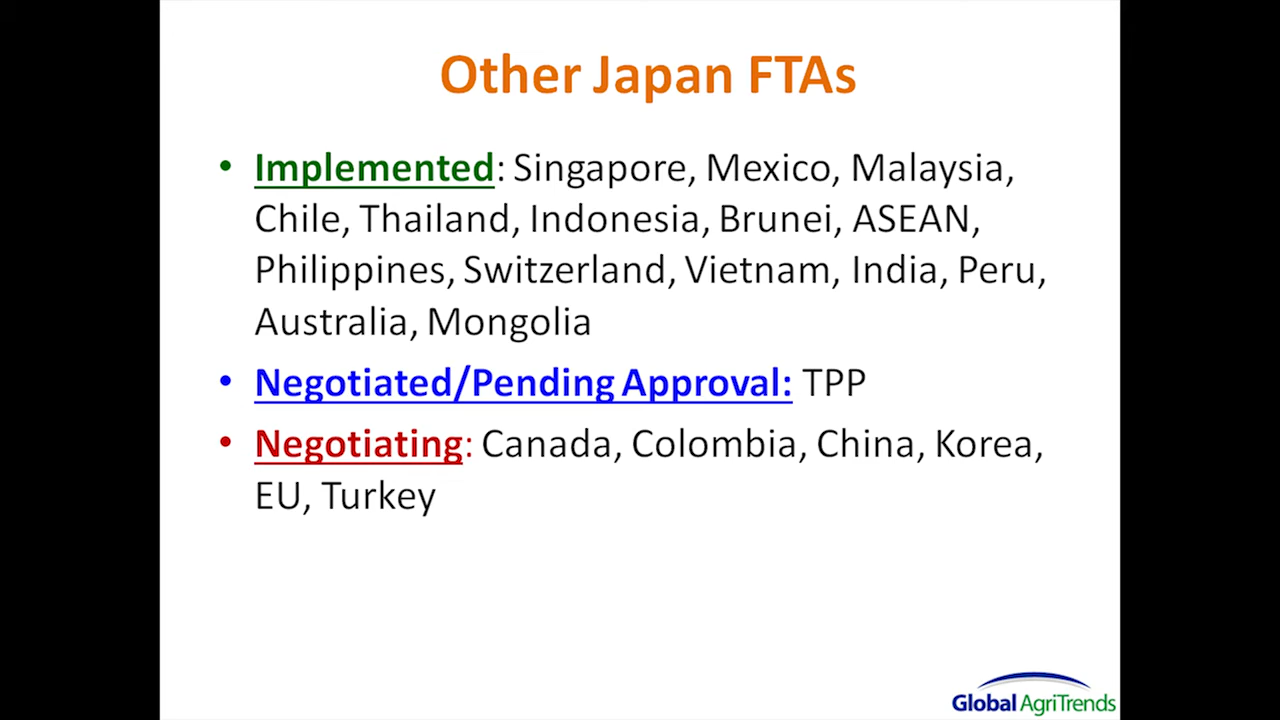 Other Japan FTAs
• Implemented: Singapore, Mexico, Malaysia,
Chile, Thailand, Indonesia, Brunei, ASEAN,
Philippines, Switzerland, Vietnam, India, Peru,
Australia, Mongolia
• Negotiated/Pending Approval: TPP
• Negotiating: Canada, Colombia, China, Korea,
EU, Turkey
Global AgriTrends